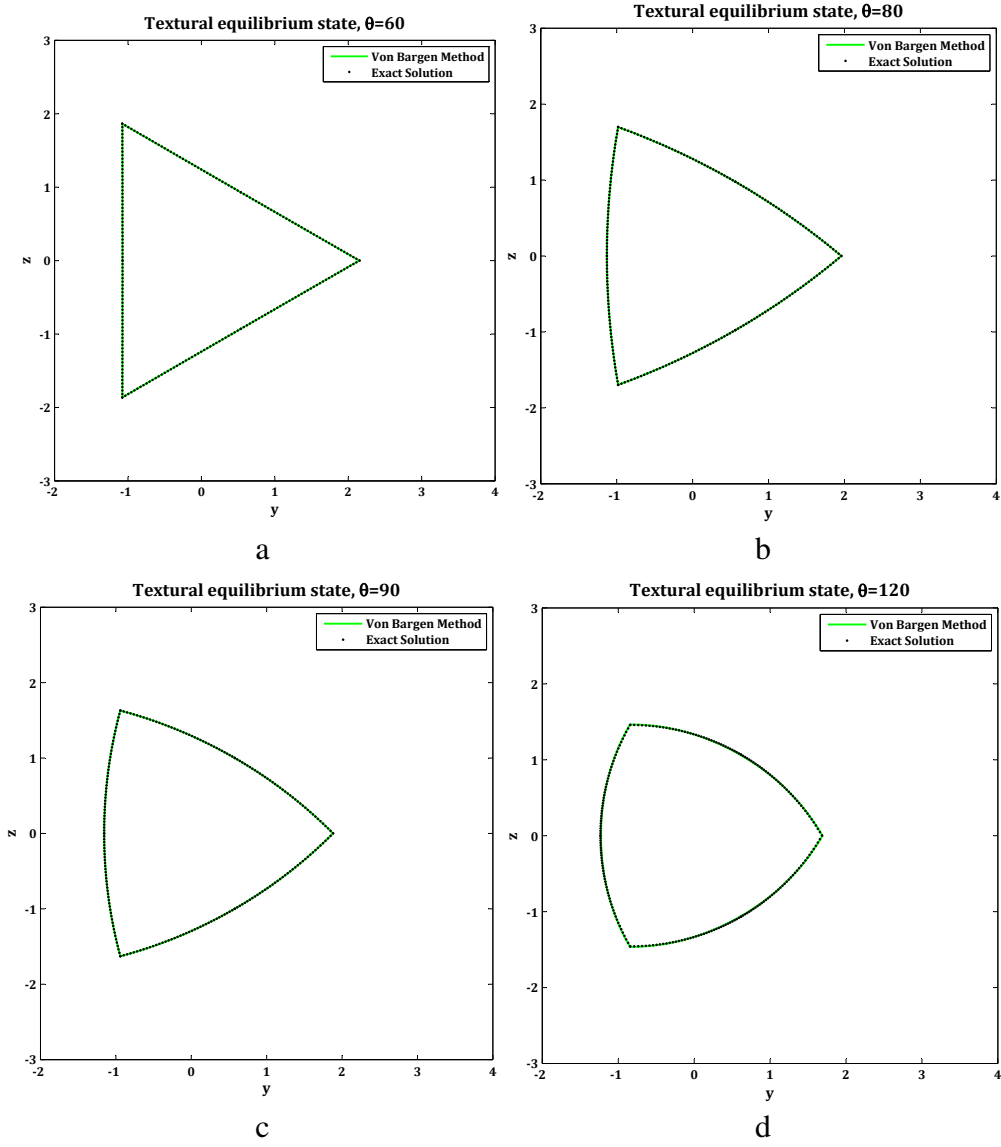 Textural equilibrium state, θ=60
3
Von Bargen Method
Exact Solution
2
1
z
0
-1
-2
-3
-2 -1 0 1 2 3 4
y
a
Textural equilibrium state, θ=80
3
Von Bargen Method
Exact Solution
2
1
z
0
-1
-2
-3
-2 -1 0 1 2 3 4
y
b
Textural equilibrium state, θ=90
3
Von Bargen Method
Exact Solution
2
1
z
0
-1
-2
-3
-2 -1 0 1 2 3 4
y
c
Textural equilibrium state, θ=120
3
Von Bargen Method
Exact Solution
2
1
z
0
-1
-2
-3
-2 -1 0 1 2 3 4
y
d